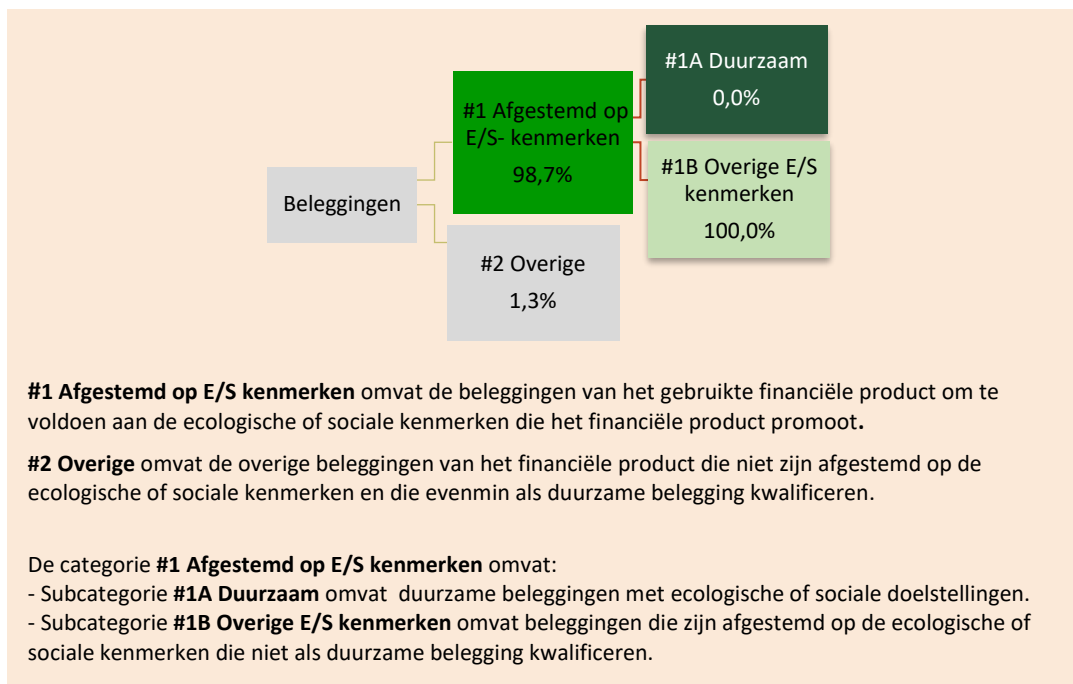 #1A Duurzaam
0,0%
#1 Afgestemd op
E/S- kenmerken
98,7%
#1B Overige E/S
kenmerken
100,0%
Beleggingen
#2 Overige
1,3%
#1 Afgestemd op E/S kenmerken omvat de beleggingen van het gebruikte financiële product om te
voldoen aan de ecologische of sociale kenmerken die het financiële product promoot.
#2 Overige omvat de overige beleggingen van het financiële product die niet zijn afgestemd op de
ecologische of sociale kenmerken en die evenmin als duurzame belegging kwalificeren.
De categorie #1 Afgestemd op E/S kenmerken omvat:
- Subcategorie #1A Duurzaam omvat  duurzame beleggingen met ecologische of sociale doelstellingen.
- Subcategorie #1B Overige E/S kenmerken omvat beleggingen die zijn afgestemd op de ecologische of
sociale kenmerken die niet als duurzame belegging kwalificeren.